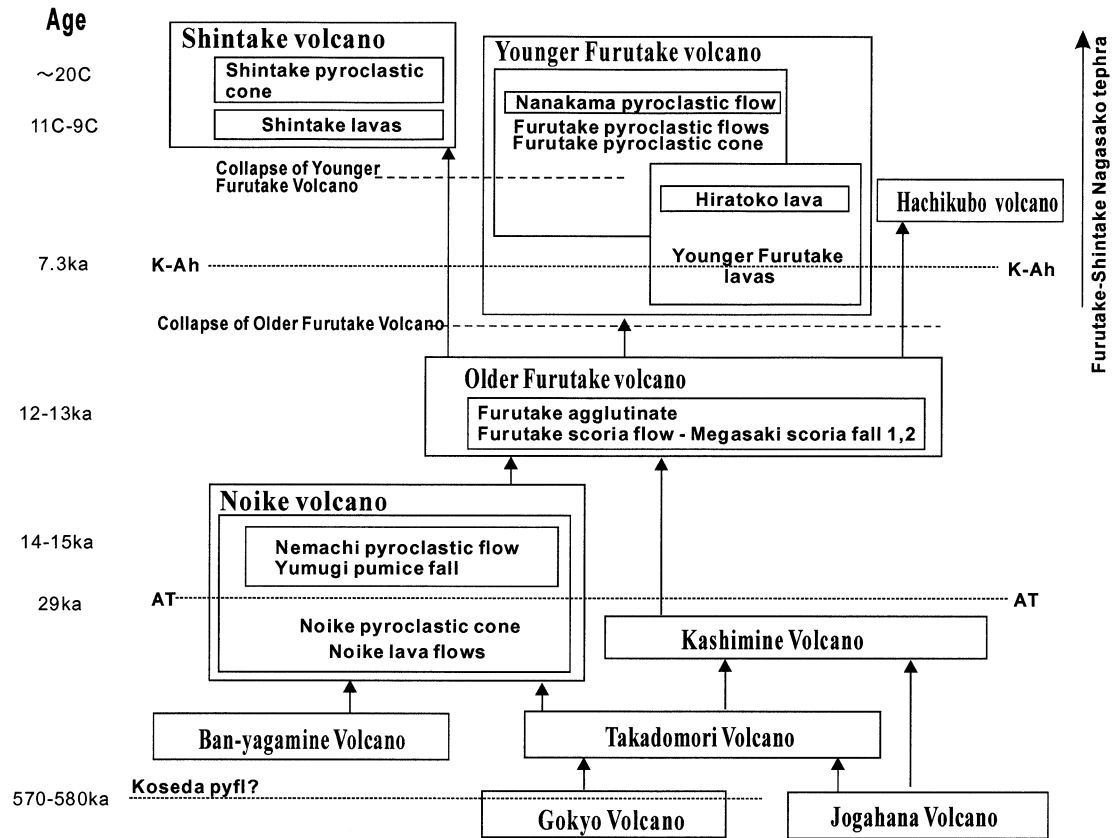 Age
Shintake volcano
Shintake pyroclastic
cone
Shintake lavas
Younger Furutake volcano
Nanakama pyroclastic flow
Furutake pyroclastic flows
Furutake pyroclastic cone
Hiratoko lava
Younger Furutake
lavas
Hachikubo volcano
Furutake-Shintake Nagasako tephra
~20C
11C-9C
Collapse of Younger
Furutake Volcano
7.3ka
K-Ah
K-Ah
Collapse of Older Furutake Volcano
Older Furutake volcano
12-13ka
Furutake agglutinate
Furutake scoria flow - Megasaki scoria fall 1,2
Noike volcano
14-15ka
Nemachi pyroclastic flow
Yumugi pumice fall
29ka
AT
AT
Noike pyroclastic cone
Noike lava flows
Kashimine Volcano
Ban-yagamine Volcano
Takadomori Volcano
570-580ka
Koseda pyfl?
Gokyo Volcano
Jogahana Volcano